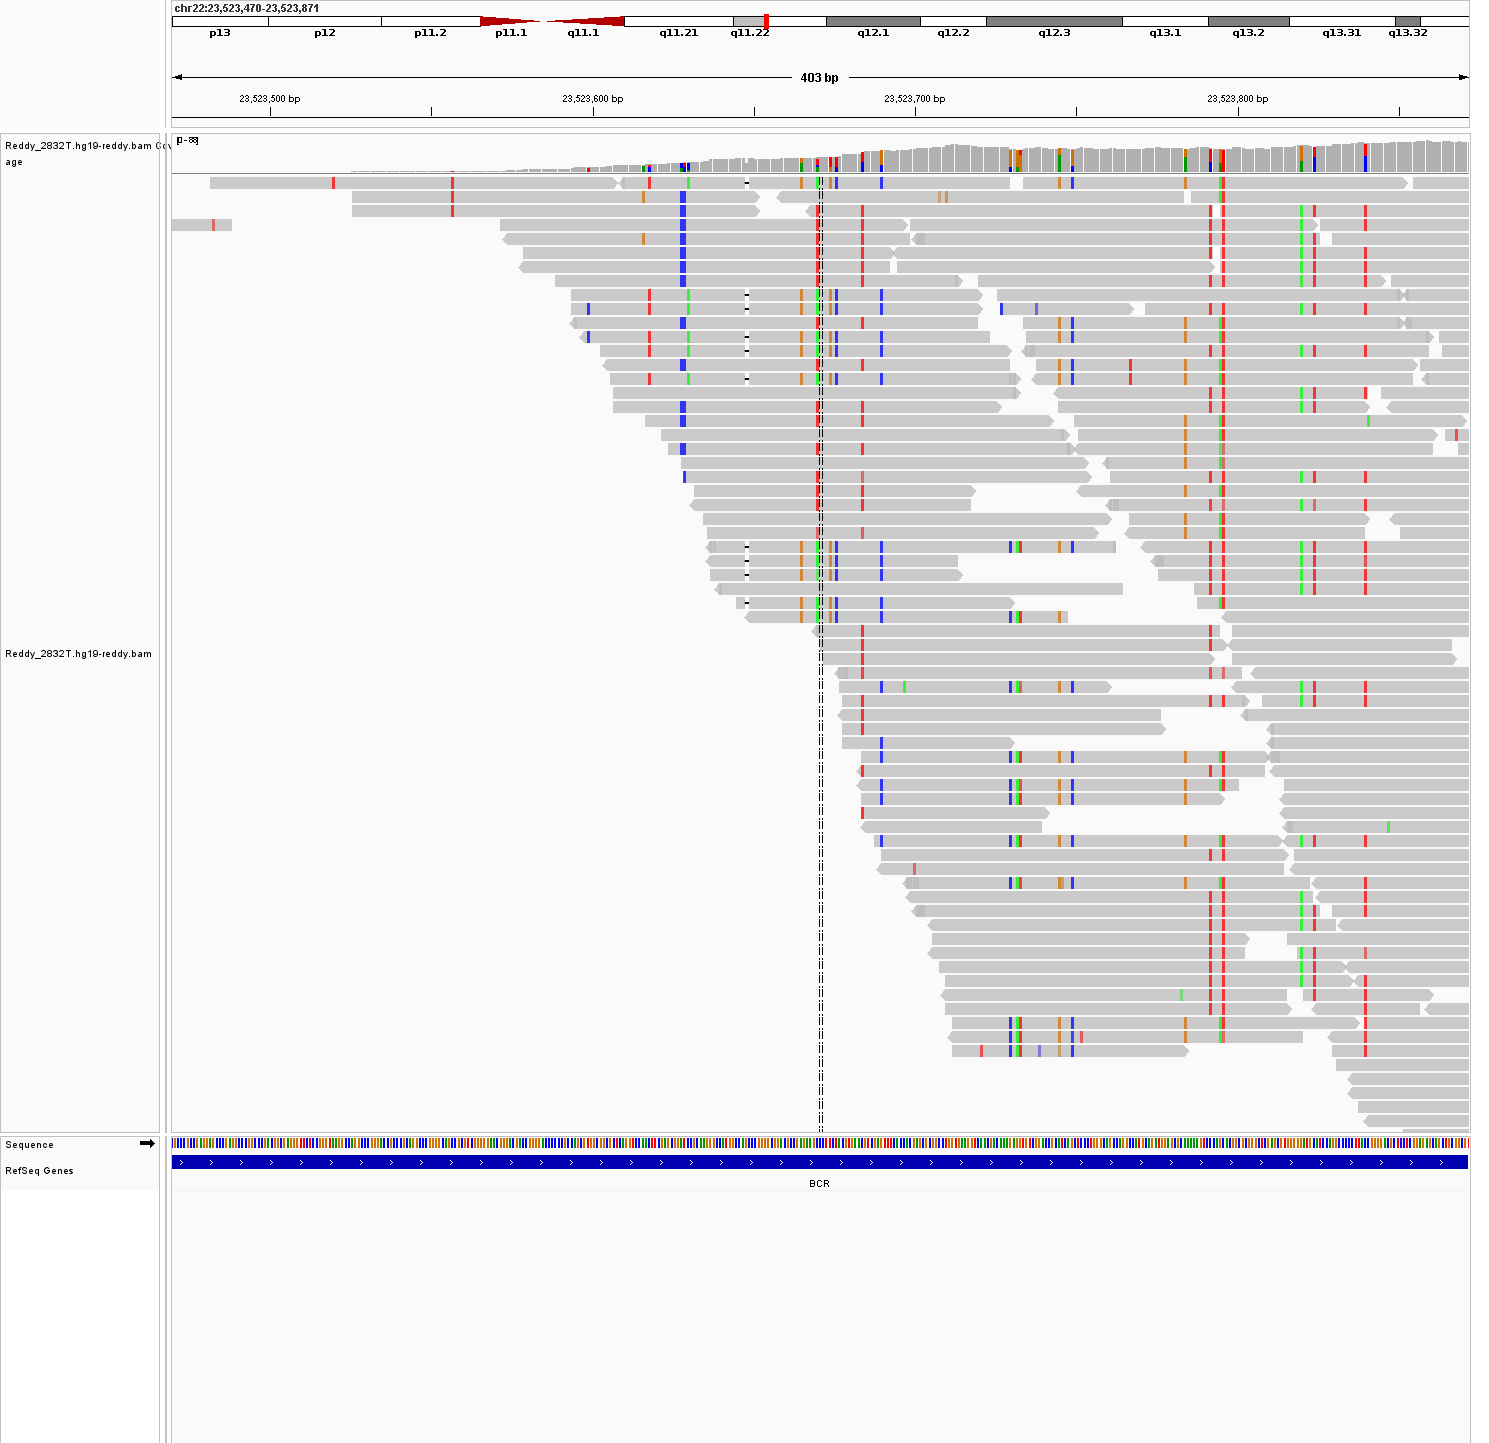 chr22:23,523,470-23,523,871
p13 p12 p11.2 p11.1 q11.1 q11.21 q11.22 q12.1 q12.2 q12.3 q13.1 q13.2 q13.31 q13.32
403 bp
23,523,500 bp 23,523,600 bp 23,523,700 bp 23,523,800 bp
Reddy_2832T.hg19-reddy.bam Cov
age
Reddy_2832T.hg19-reddy.bam
Sequence
RefSeq Genes
BCR